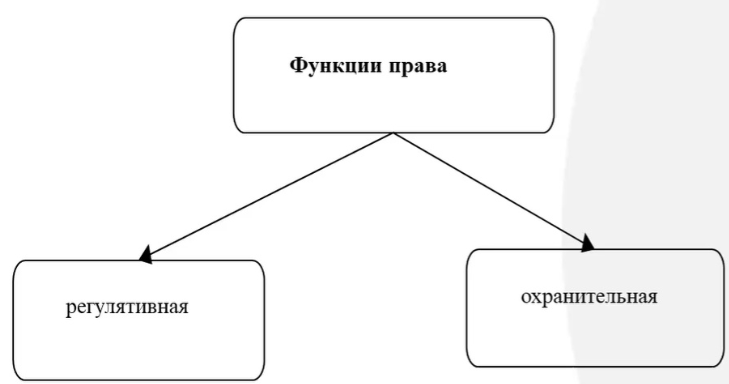 Функции права
регулятивная
охранительная